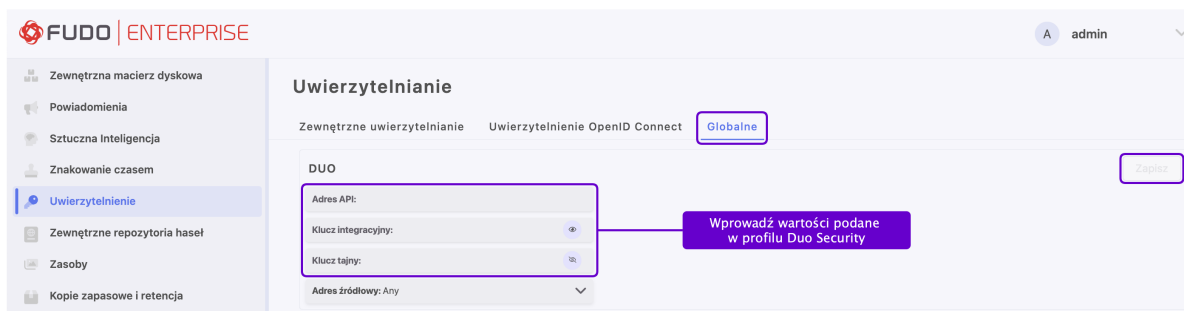 FUDO ENTERPRISE
A admin
Zewnętrzna macierz dyskowa
Powiadomienia
Sztuczna Inteligencja
Znakowanie czasem
Uwierzytelnienie
Zewnętrzne repozytoria haseł
Zasoby
Kopie zapasowe i retencja
Uwierzytelnianie
Zewnętrzne uwierzytelnianie Uwierzytelnienie OpenID Connect Globalne
DUO
Zapisz
Adres API:
Klucz integracyjny:
Klucz tajny:
Adres źródłowy: Any
Wprowadź wartości podane
w profilu Duo Security